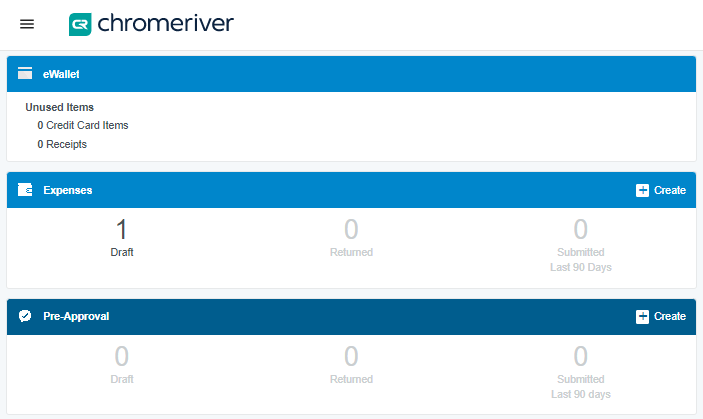 CR chromeriver
eWallet
Unused Items
0 Credit Card Items
0 Receipts
Expenses
Create
1
0
0
Draft
Returned
Submitted
Last 90 Days
Pre-Approval
Create
0
0
0
Draft
Returned
Submitted
Last 90 days